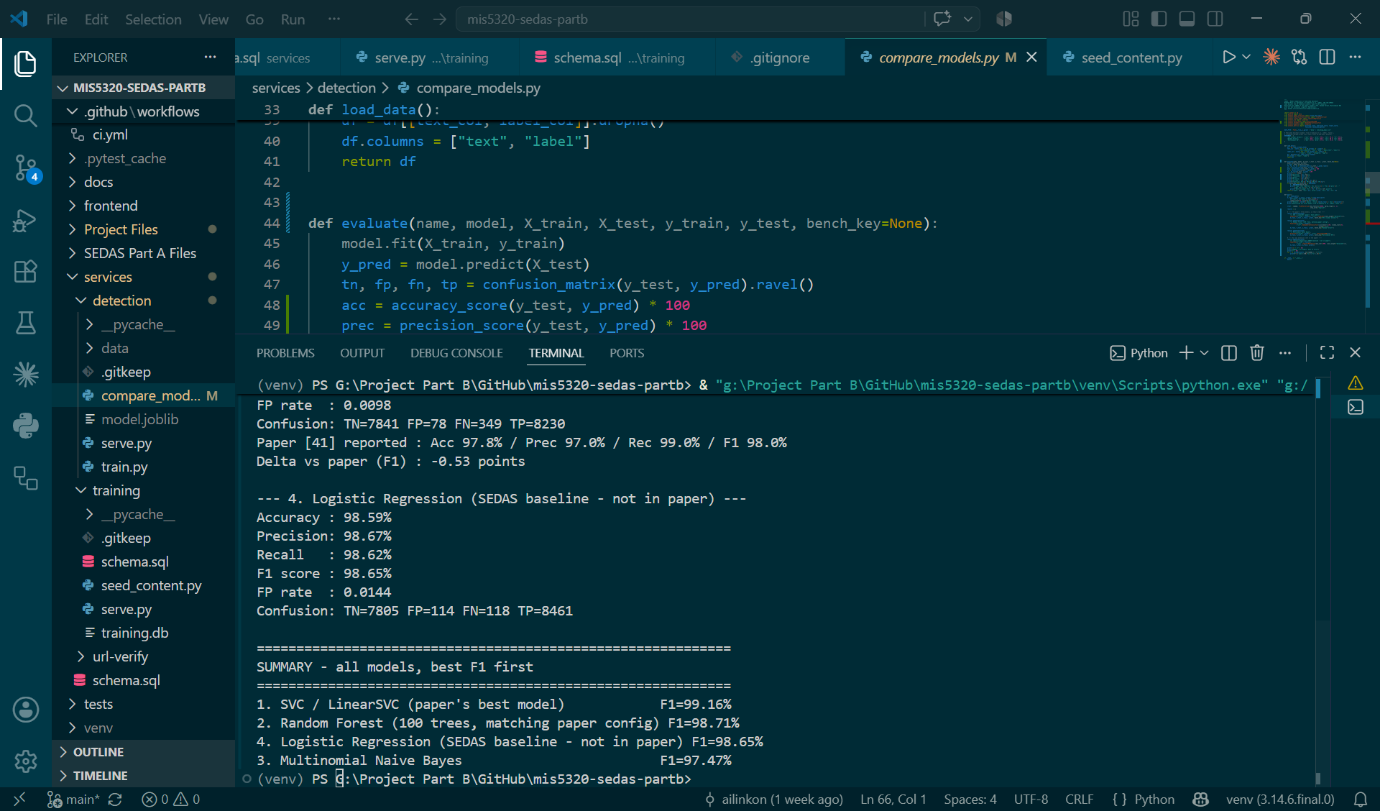 File Edit Selection View Go Run ··· mis5320-sedas-partb
EXPLORER ···
MIS5320-SEDAS-PARTB
.github\workflows
ci.yml
.pytest_cache
docs
frontend
Project Files
SEDAS Part A Files
services
detection
__pycache__
data
.gitkeep
compare_mod... M
model.joblib
serve.py
train.py
training
__pycache__
.gitkeep
schema.sql
seed_content.py
serve.py
training.db
url-verify
schema.sql
tests
venv
OUTLINE
TIMELINE
4
a.sql services serve.py ...\training schema.sql ...\training .gitignore compare_models.py M seed_content.py
services > detection > compare_models.py
33 def load_data():
39 df = df[[text_col, label_col]].dropna()
40 df.columns = ["text", "label"]
41 return df
42
43
44 def evaluate(name, model, X_train, X_test, y_train, y_test, bench_key=None):
45 model.fit(X_train, y_train)
46 y_pred = model.predict(X_test)
47 tn, fp, fn, tp = confusion_matrix(y_test, y_pred).ravel()
48 acc = accuracy_score(y_test, y_pred) * 100
49 prec = precision_score(y_test, y_pred) * 100
PROBLEMS OUTPUT DEBUG CONSOLE TERMINAL PORTS Python
(venv) PS G:\Project Part B\GitHub\mis5320-sedas-partb> & "g:\Project Part B\GitHub\mis5320-sedas-partb\venv\Scripts\python.exe" "g:/
FP rate : 0.0098
Confusion: TN=7841 FP=78 FN=349 TP=8230
Paper [41] reported : Acc 97.8% / Prec 97.0% / Rec 99.0% / F1 98.0%
Delta vs paper (F1) : -0.53 points
--- 4. Logistic Regression (SEDAS baseline - not in paper) ---
Accuracy : 98.59%
Precision: 98.67%
Recall : 98.62%
F1 score : 98.65%
FP rate : 0.0144
Confusion: TN=7805 FP=114 FN=118 TP=8461
============================================================
SUMMARY - all models, best F1 first
============================================================
1. SVC / LinearSVC (paper's best model) F1=99.16%
2. Random Forest (100 trees, matching paper config) F1=98.71%
4. Logistic Regression (SEDAS baseline - not in paper) F1=98.65%
3. Multinomial Naive Bayes F1=97.47%
(venv) PS G:\Project Part B\GitHub\mis5320-sedas-partb>
main* 0 0 ailinkon (1 week ago) Ln 66, Col 1 Spaces: 4 UTF-8 CRLF { } Python venv (3.14.6.final.0)